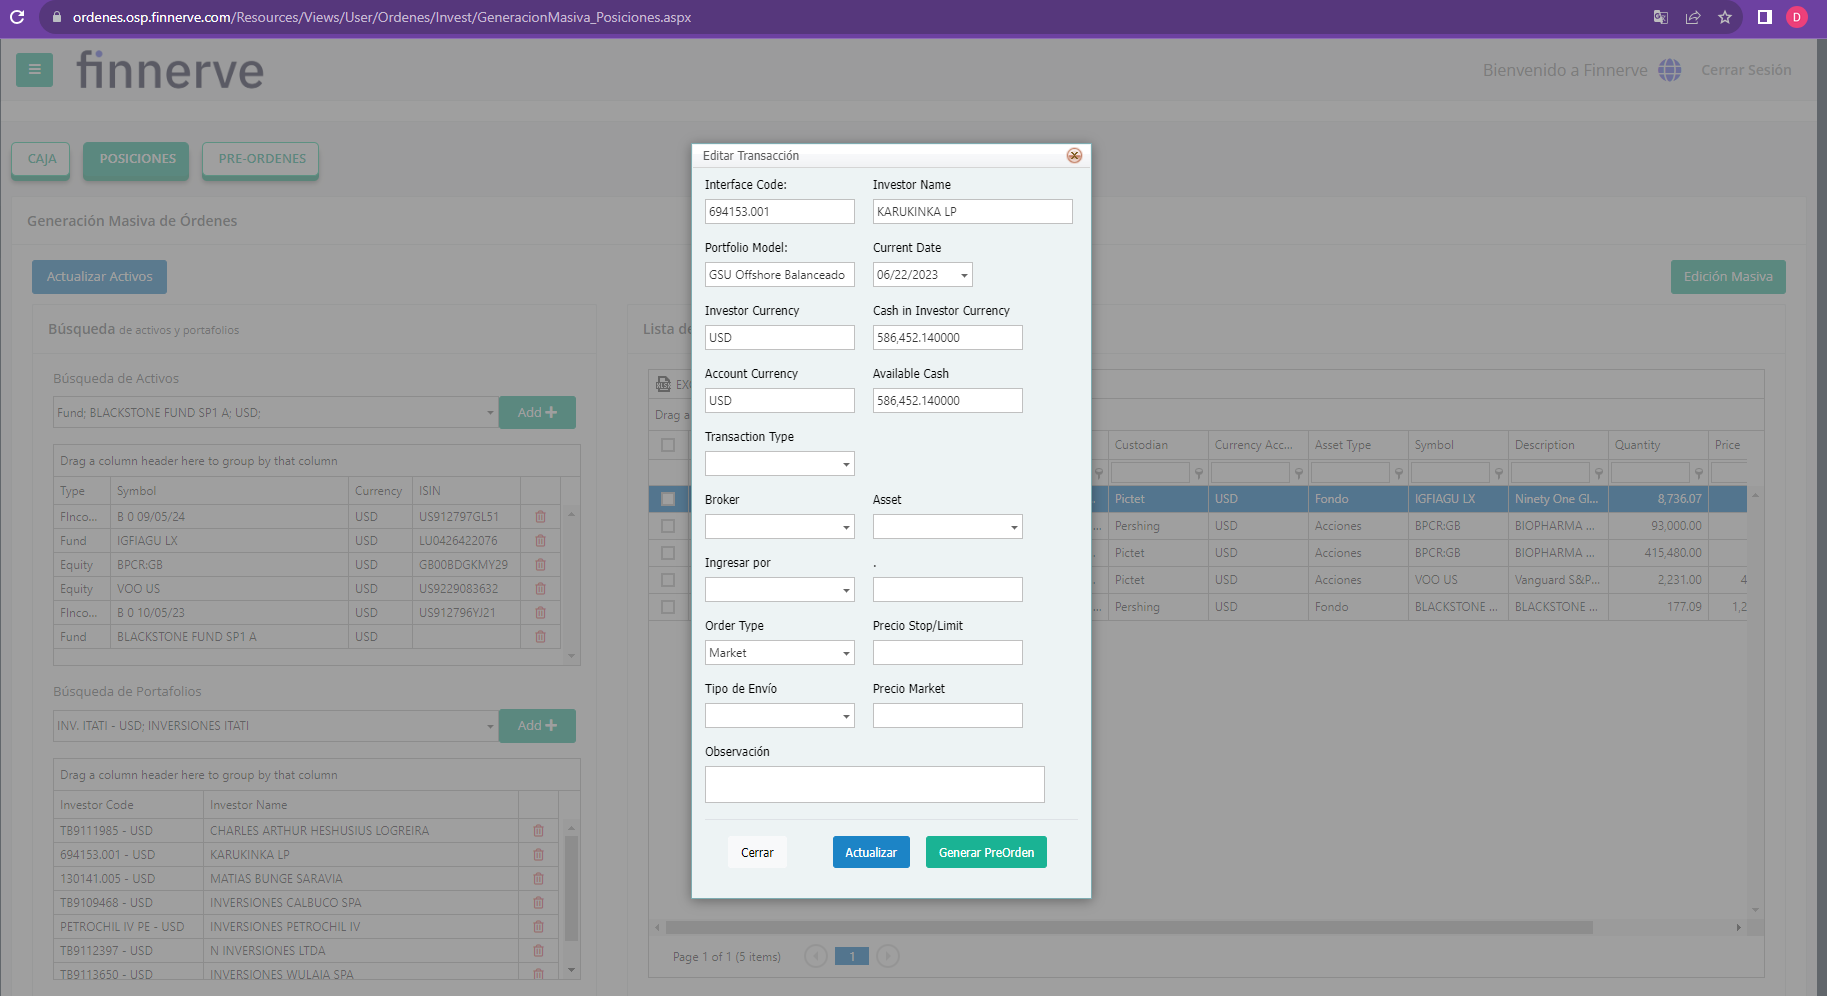 ordenes.osp.finnerve.com/Resources/Views/User/Ordenes/Invest/GeneracionMasiva_Posiciones.aspx
D
finnerve
Bienvenido a Finnerve
Cerrar Sesión
CAJA
POSICIONES
PRE-ORDENES
Generación Masiva de Órdenes
Actualizar Activos
Edición Masiva
Búsqueda de activos y portafolios
Búsqueda de Activos
Fund; BLACKSTONE FUND SP1 A; USD;
Add
Drag a column header here to group by that column
Type Symbol Currency ISIN
FInco... B 0 09/05/24 USD US912797GL51
Fund IGFIAGU LX USD LU0426422076
Equity BPCR:GB USD GB00BDGKMY29
Equity VOO US USD US9229083632
FInco... B 0 10/05/23 USD US912796YJ21
Fund BLACKSTONE FUND SP1 A USD
Búsqueda de Portafolios
INV. ITATI - USD; INVERSIONES ITATI
Add
Drag a column header here to group by that column
Investor Code Investor Name
T89111985 - USD CHARLES ARTHUR HESHUSIUS LOGREIRA
694153.001 - USD KARUKINKA LP
130141.005 - USD MATIAS BUNGE SARAVIA
T89109468 - USD INVERSIONES CALBUCO SPA
PETROCHIL IV PE - USD INVERSIONES PETROCHIL IV
T89112397 - USD N INVERSIONES LTDA
T89113650 - USD INVERSIONES WULAIA SPA
Editar Transacción
Interface Code: Investor Name
694153.001 KARUKINKA LP
Portfolio Model: Current Date
GSU Offshore Balanceado 06/22/2023
Investor Currency Cash in Investor Currency
USD 586,452.140000
Account Currency Available Cash
USD 586,452.140000
Transaction Type
Broker Asset
Ingresar por .
Order Type Precio Stop/Limit
Market
Tipo de Envío Precio Market
Observación
Cerrar
Actualizar
Generar PreOrden
Lista de
XLSX
Drag a
Custodian Currency Acc... Asset Type Symbol Description Quantity Price
Pictet USD Fondo IGFIAGU LX Ninety One Gl... 8,736.07
... Pershing USD Acciones BPCR:GB BIOPHARMA ... 93,000.00
Pictet USD Acciones BPCR:GB BIOPHARMA ... 415,480.00
Pictet USD Acciones VOO US Vanguard S&P... 2,231.00 4
... Pershing USD Fondo BLACKSTONE ... BLACKSTONE ... 177.09 1,2
Page 1 of 1 (5 items)
1